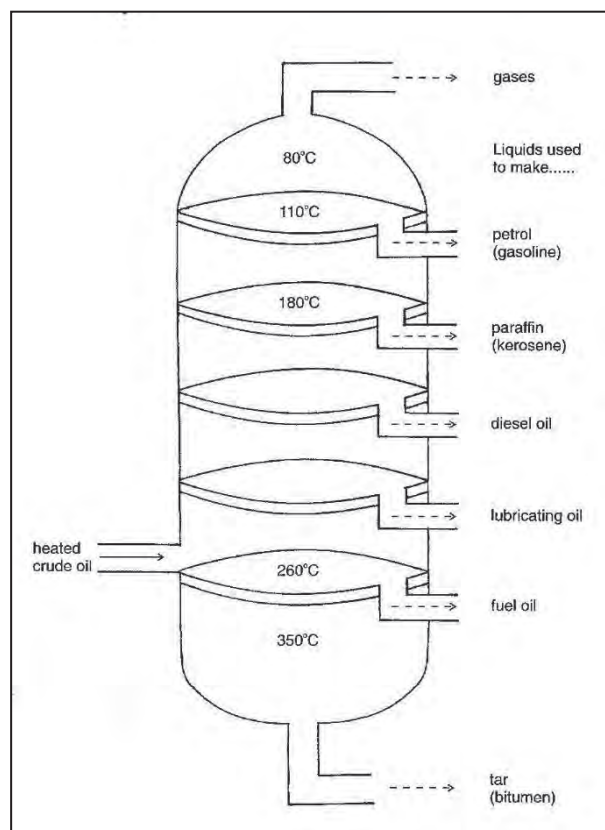 gases
80°C
Liquids used
to make......
110°C
petrol
(gasoline)
180°C
paraffin
(kerosene)
diesel oil
lubricating oil
heated
crude oil
260°C
fuel oil
350°C
tar
(bitumen)